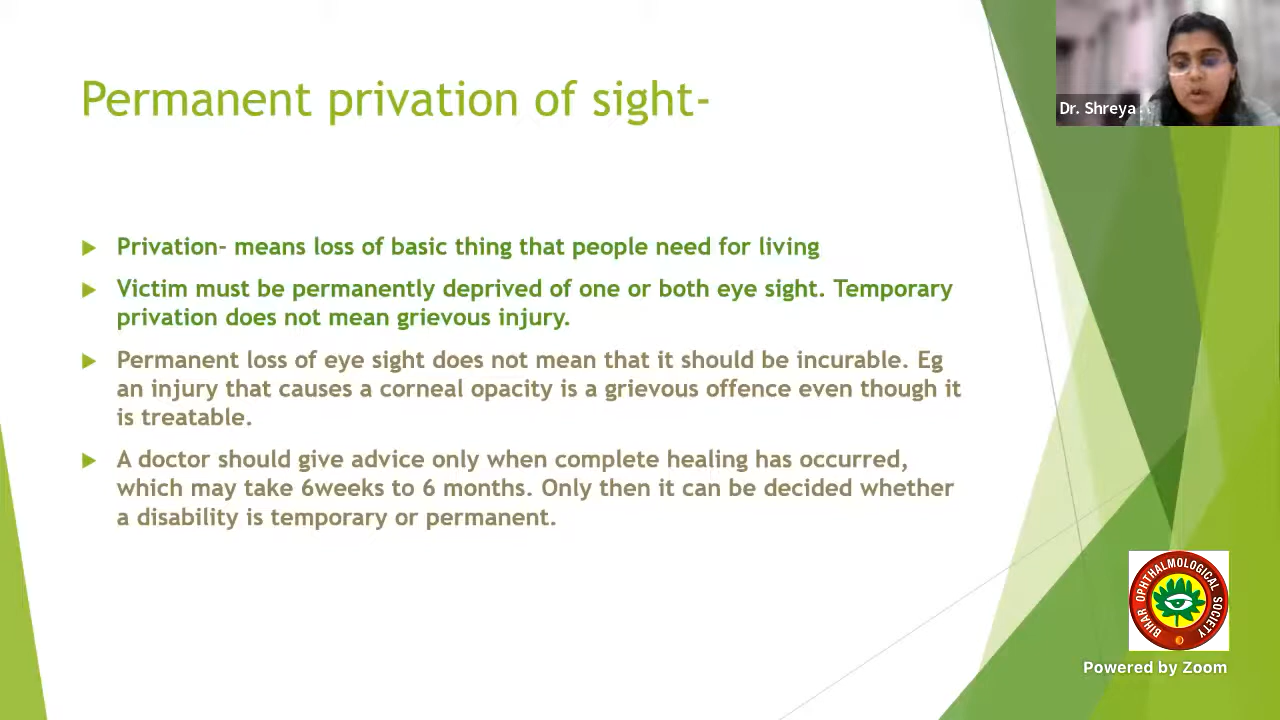 Permanent privation of sight-
Dr. Shreya
Privation- means loss of basic thing that people need for living
Victim must be permanently deprived of one or both eye sight. Temporary
privation does not mean grievous injury.
Permanent loss of eye sight does not mean that it should be incurable. Eg
an injury that causes a corneal opacity is a grievous offence even though it
is treatable.
A doctor should give advice only when complete healing has occurred,
which may take 6weeks to 6 months. Only then it can be decided whether
a disability is temporary or permanent.
BIHAR OPHTHALMOLOGICAL SOCIETY
Powered by Zoom